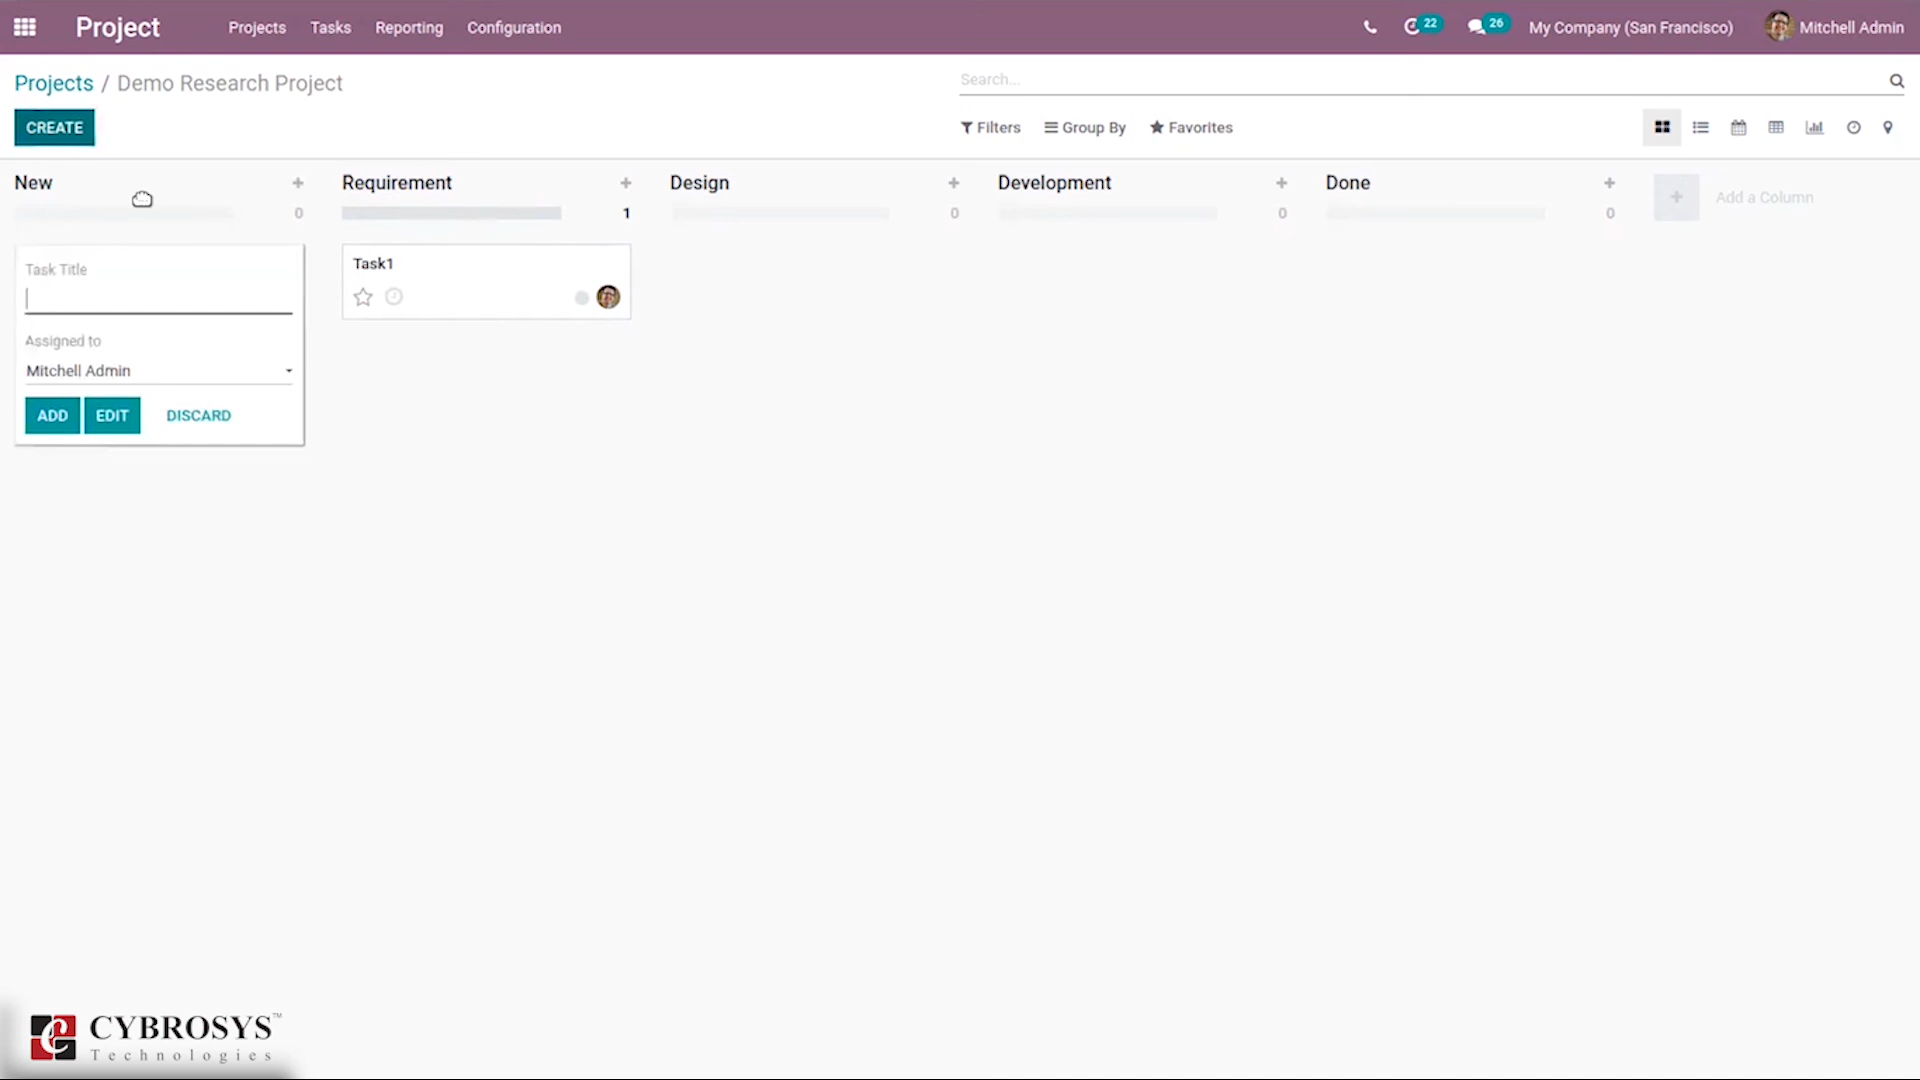 Project
Projects
Tasks
Reporting
Configuration
22
26
My Company (San Francisco)
Mitchell Admin
Projects / Demo Research Project
Search...
CREATE
Filters
Group By
Favorites
New
0
Requirement
1
Design
0
Development
0
Done
0
Add a Column
Task Title
Assigned to
Mitchell Admin
ADD
EDIT
DISCARD
Task1
CYBROSYS™
Technologies